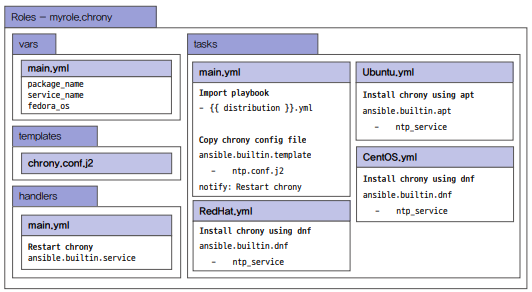 Roles – myrole.chrony
vars
main.yml
package_name
service_name
fedora_os
templates
chrony.conf.j2
handlers
main.yml
Restart chrony
ansible.builtin.service
tasks
main.yml
Import playbook
- {{ distribution }}.yml
Copy chrony config file
ansible.builtin.template
- ntp.conf.j2
notify: Restart chrony
RedHat.yml
Install chrony using dnf
ansible.builtin.dnf
- ntp_service
Ubuntu.yml
Install chrony using apt
ansible.builtin.apt
- ntp_service
CentOS.yml
Install chrony using dnf
ansible.builtin.dnf
- ntp_service